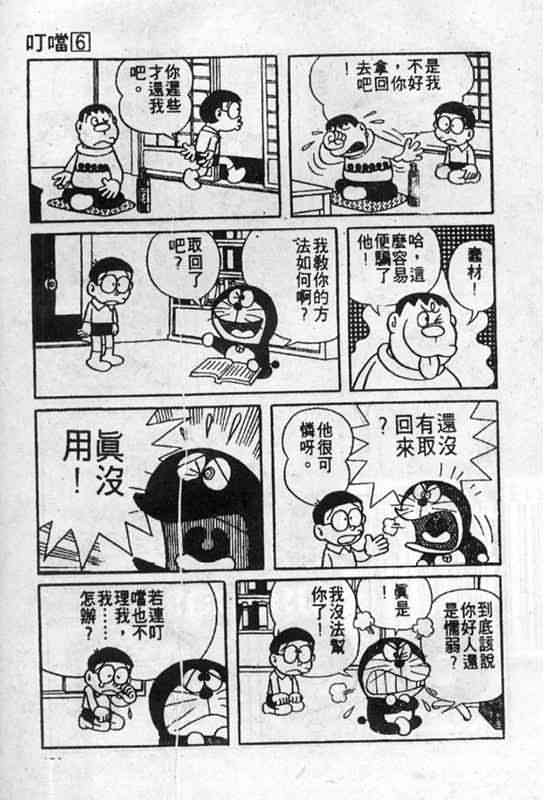 叮噹6
是我
不好
，你
拿回
去吧
！
你遲些
才還我
吧。
蠢材！
哈，這
麼容易
便騙了
他！
我教你的方
法如何啊？
取回了
吧？
還沒
有取
回來
？
他很可
憐呀。
眞沒
用！
到底該說
你好人還
是懦弱？
眞是
！
我沒法幫
你了！
若連叮
噹也不
理我，
我……
怎辦？